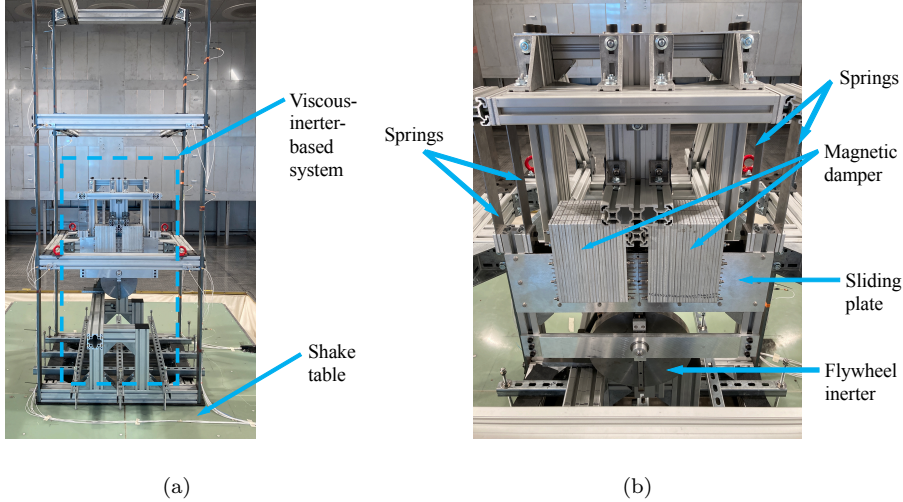 Viscous-
inerter-
based
system
Shake
table
(a)
Springs
Springs
Magnetic
damper
Sliding
plate
Flywheel
inerter
(b)